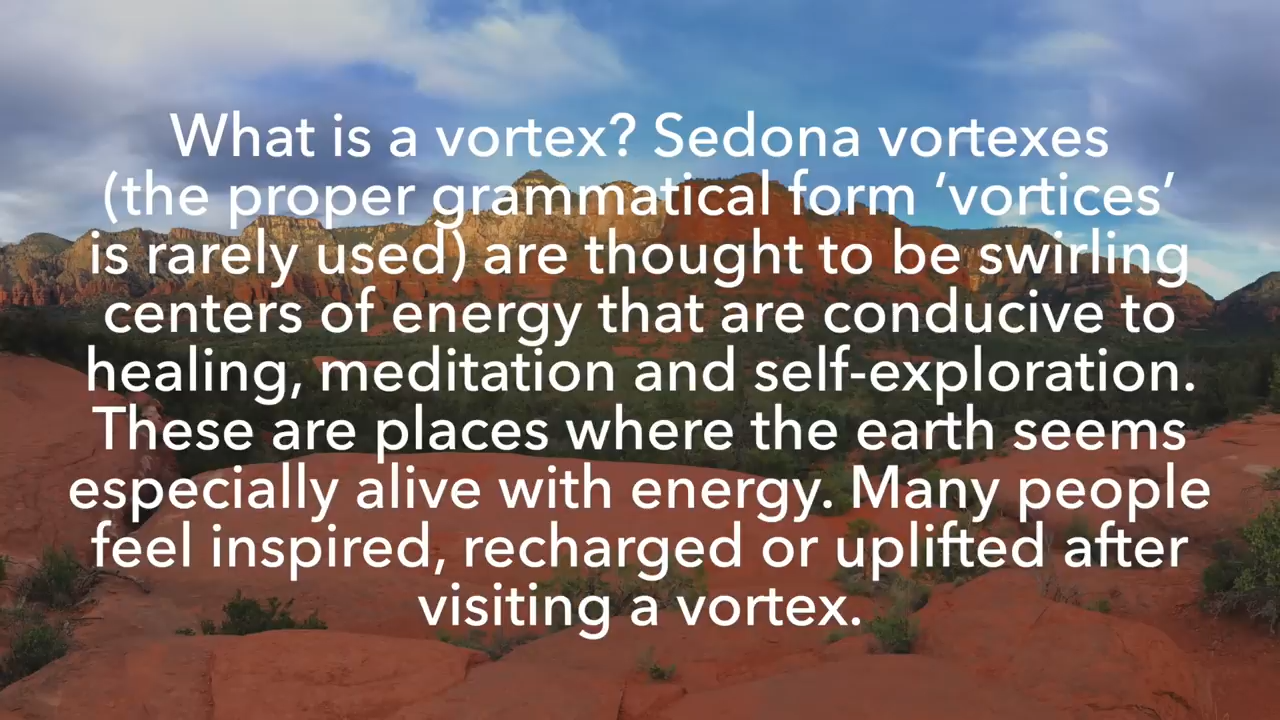 What is a vortex? Sedona vortexes
(the proper grammatical form ‘vortices’
is rarely used) are thought to be swirling
centers of energy that are conducive to
healing, meditation and self-exploration.
These are places where the earth seems
especially alive with energy. Many people
feel inspired, recharged or uplifted after
visiting a vortex.